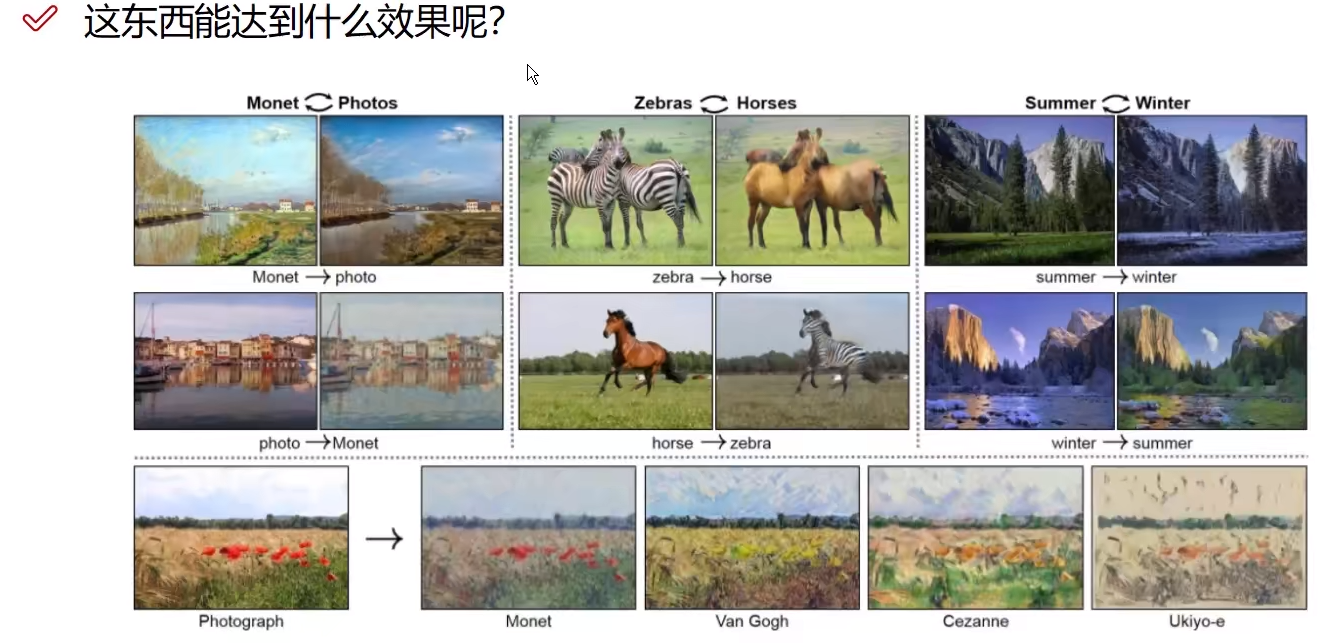 这东西能达到什么效果呢?
Monet Photos
Zebras Horses
Summer Winter
Monet → photo
zebra → horse
summer → winter
photo → Monet
horse → zebra
winter → summer
Photograph
Monet
Van Gogh
Cezanne
Ukiyo-e